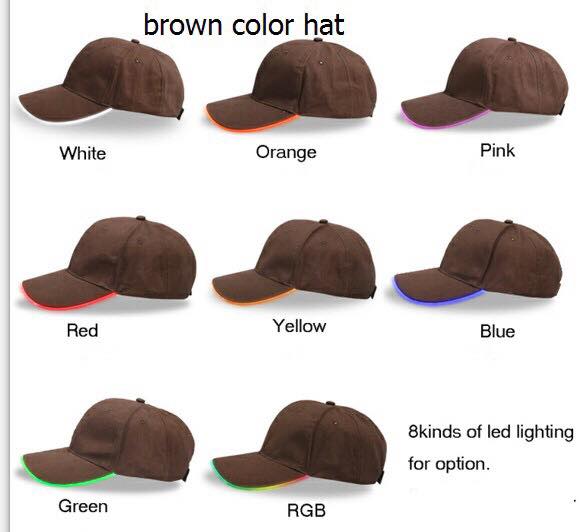 brown color hat
White
Orange
Pink
Red
Yellow
Blue
Green
RGB
8kinds of led lighting
for option.
.